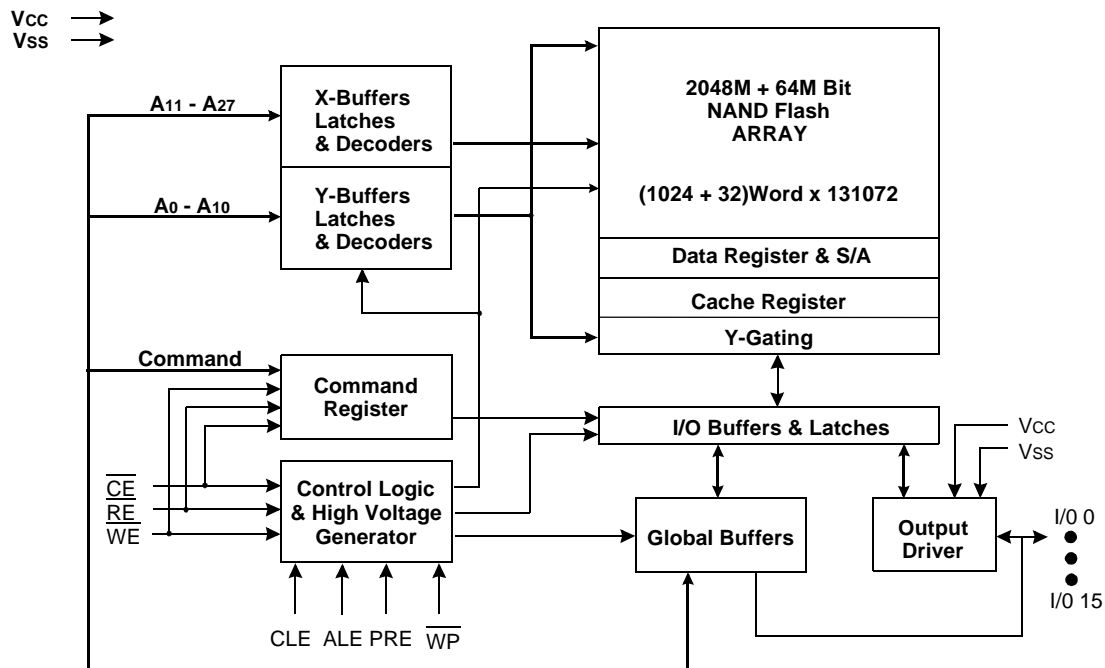 VCC
VSS
A11 - A27
X-Buffers
Latches
& Decoders
A0 - A10
Y-Buffers
Latches
& Decoders
2048M + 64M Bit
NAND Flash
ARRAY
(1024 + 32)Word x 131072
Data Register & S/A
Cache Register
Y-Gating
Command
Command
Register
I/O Buffers & Latches
VCC
VSS
CE
RE
WE
Control Logic
& High Voltage
Generator
Global Buffers
Output
Driver
I/0 0
I/0 15
CLE
ALE
PRE
WP